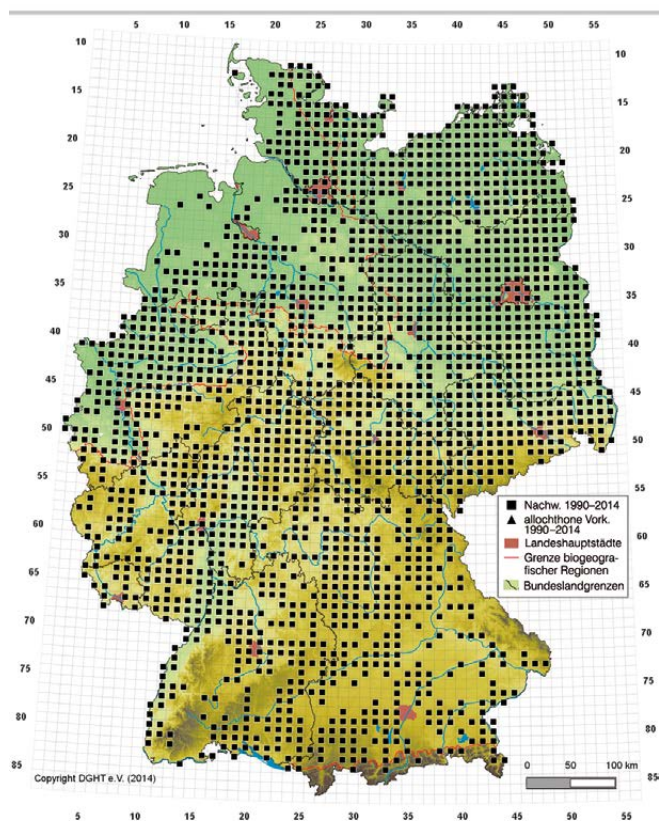 5 10 15 20 25 30 35 40 45 50 55
10 10
15 15
20 20
25 25
30 30
35 35
40 40
45 45
50 50
55 55
60 60
65 65
70 70
75 75
80 80
85 85
Nachw. 1990–2014
allochthone Vork.
1990–2014
Landeshauptstädte
Grenze biogeogra-
fischer Regionen
Bundeslandgrenzen
Copyright DGHT e.V. (2014)
0 50 100 km
5 10 15 20 25 30 35 40 45 50 55